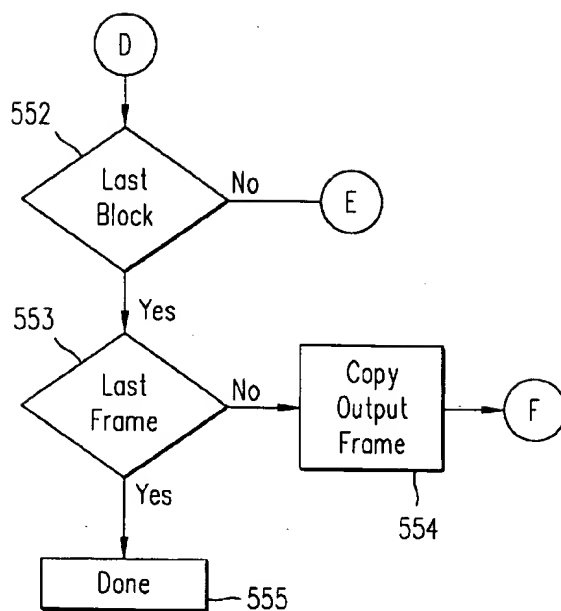 D
552
Last
Block
No
E
Yes
553
Last
Frame
No
Copy
Output
Frame
F
554
Yes
Done
555